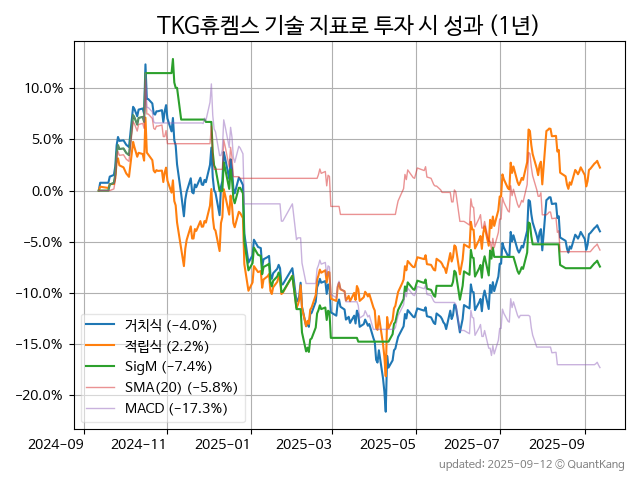 TKG휴켐스 기술 지표로 투자 시 성과 (1년)
10.0%
5.0%
0.0%
−5.0%
−10.0%
−15.0%
−20.0%
거치식 (−4.0%)
적립식 (2.2%)
SigM (−7.4%)
SMA(20) (−5.8%)
MACD (−17.3%)
2024-09 2024-11 2025-01 2025-03 2025-05 2025-07 2025-09
updated: 2025-09-12 © QuantKang